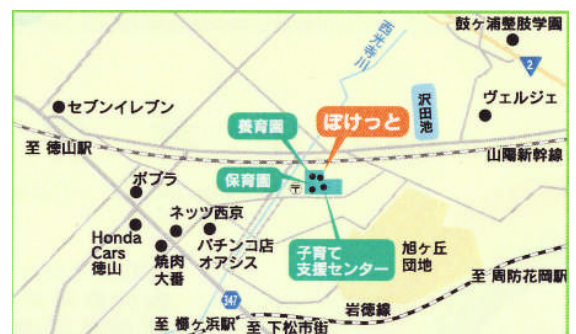 鼓ヶ浦整肢学園
西光寺川
2
沢田池
セブンイレブン
ヴェルジェ
養育園
ぽけっと
至 徳山駅
山陽新幹線
保育園
〒
ポプラ
ネッツ西京
Honda
Cars
徳山
焼肉
大番
パチンコ店
オアシス
子育て
支援センター
旭ヶ丘
団地
至 周防花岡駅
347
岩徳線
至 櫛ヶ浜駅
至 下松市街